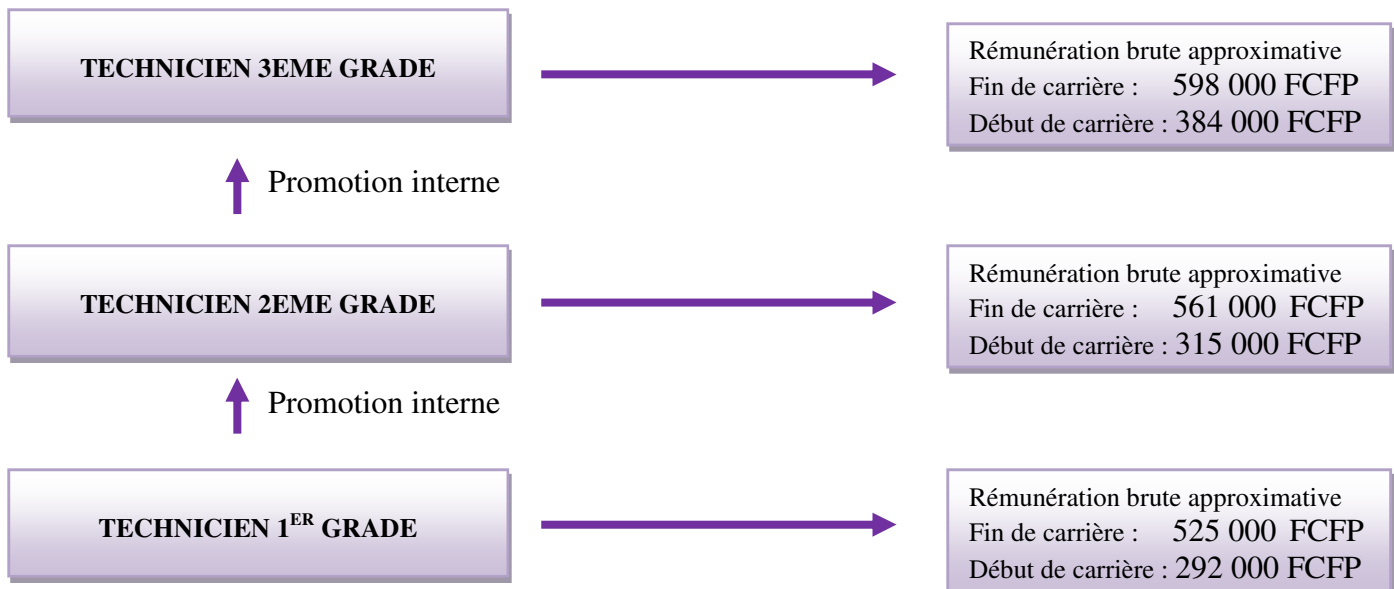 TECHNICIEN 3EME GRADE
Rémunération brute approximative
Fin de carrière : 598 000 FCFP
Début de carrière : 384 000 FCFP
Promotion interne
TECHNICIEN 2EME GRADE
Rémunération brute approximative
Fin de carrière : 561 000 FCFP
Début de carrière : 315 000 FCFP
Promotion interne
TECHNICIEN 1ER GRADE
Rémunération brute approximative
Fin de carrière : 525 000 FCFP
Début de carrière : 292 000 FCFP